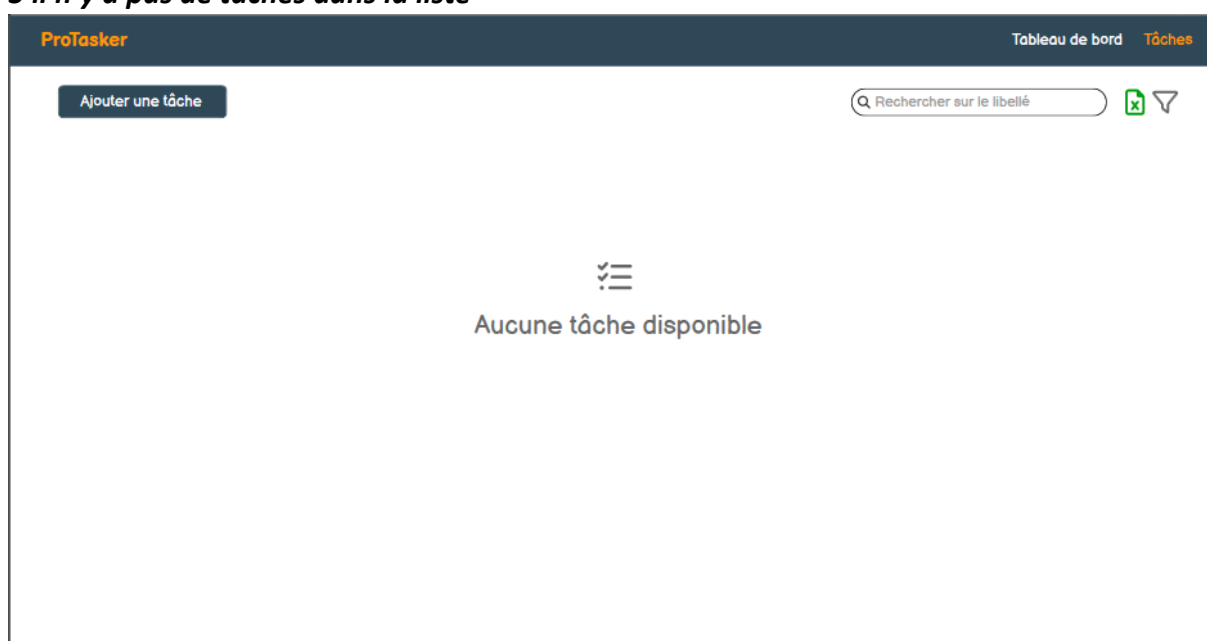 S'il n'y a pas de tâches dans la liste
ProTasker Tableau de bord Tâches
Ajouter une tâche Rechercher sur le libellé
Aucune tâche disponible